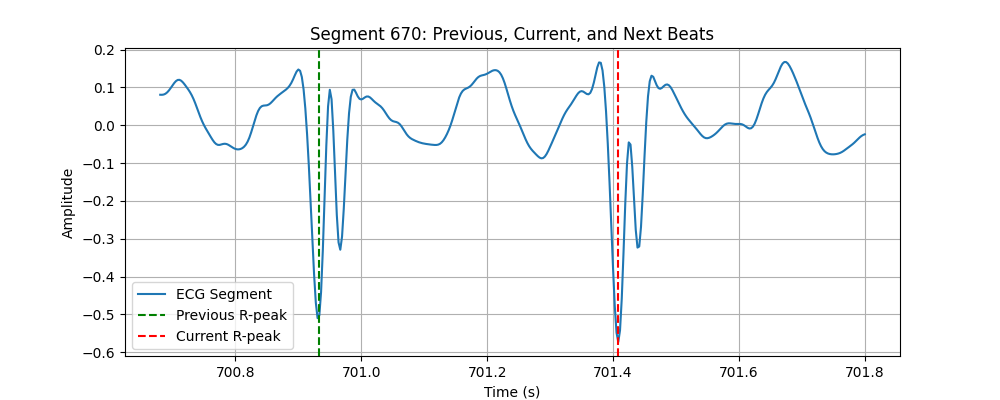 Segment 670: Previous, Current, and Next Beats
Amplitude
0.2
0.1
0.0
−0.1
−0.2
−0.3
−0.4
−0.5
−0.6
ECG Segment
Previous R-peak
Current R-peak
700.8 701.0 701.2 701.4 701.6 701.8
Time (s)